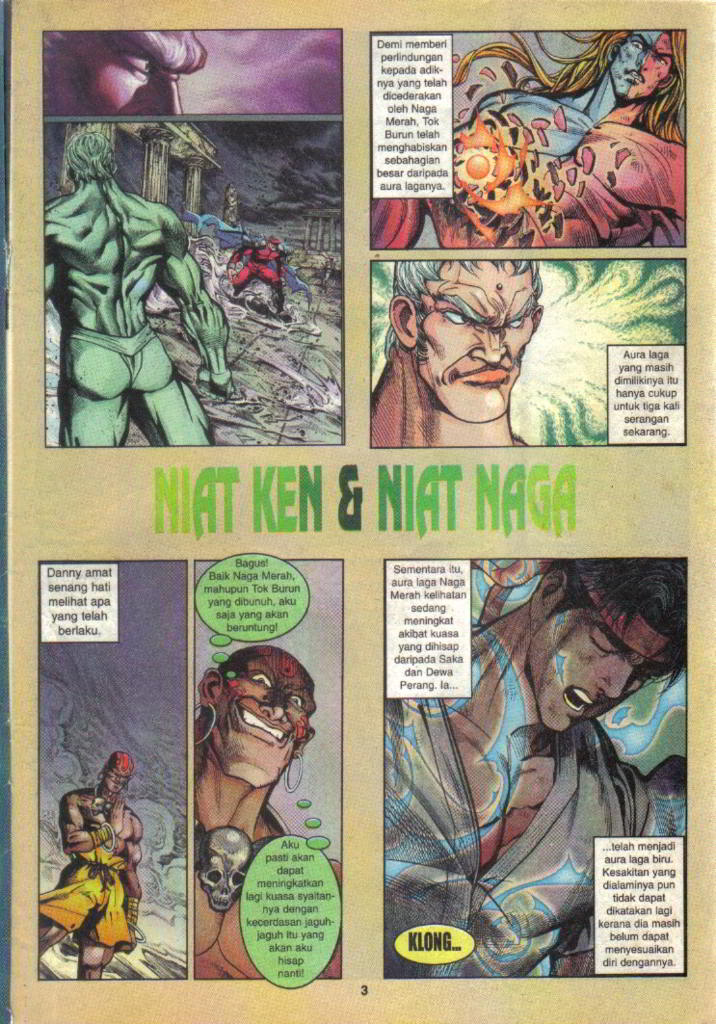 Demi memberi
perlindungan
kepada adik-
nya yang telah
dicederakan
oleh Naga
Merah, Tok
Burun telah
menghabiskan
sebahagian
besar daripada
aura laganya.
Aura laga
yang masih
dimilikinya itu
hanya cukup
untuk tiga kali
serangan
sekarang.
NIAT KEN & NIAT NAGA
Danny amat
senang hati
melihat apa
yang telah
berlaku.
Bagus!
Baik Naga Merah,
mahupun Tok Burun
yang dibunuh, aku
saja yang akan
beruntung!
Aku
pasti akan
dapat
meningkatkan
lagi kuasa syaitan-
nya dengan
kecerdasan jaguh-
jaguh itu yang
akan aku
hisap
nanti!
Sementara itu,
aura laga Naga
Merah kelihatan
sedang
meningkat
akibat kuasa
yang dihisap
daripada Saka
dan Dewa
Perang. Ia...
...telah menjadi
aura laga biru.
Kesakitan yang
dialaminya pun
tidak dapat
dikatakan lagi
kerana dia masih
belum dapat
menyesuaikan
diri dengannya.
KLONG...
3